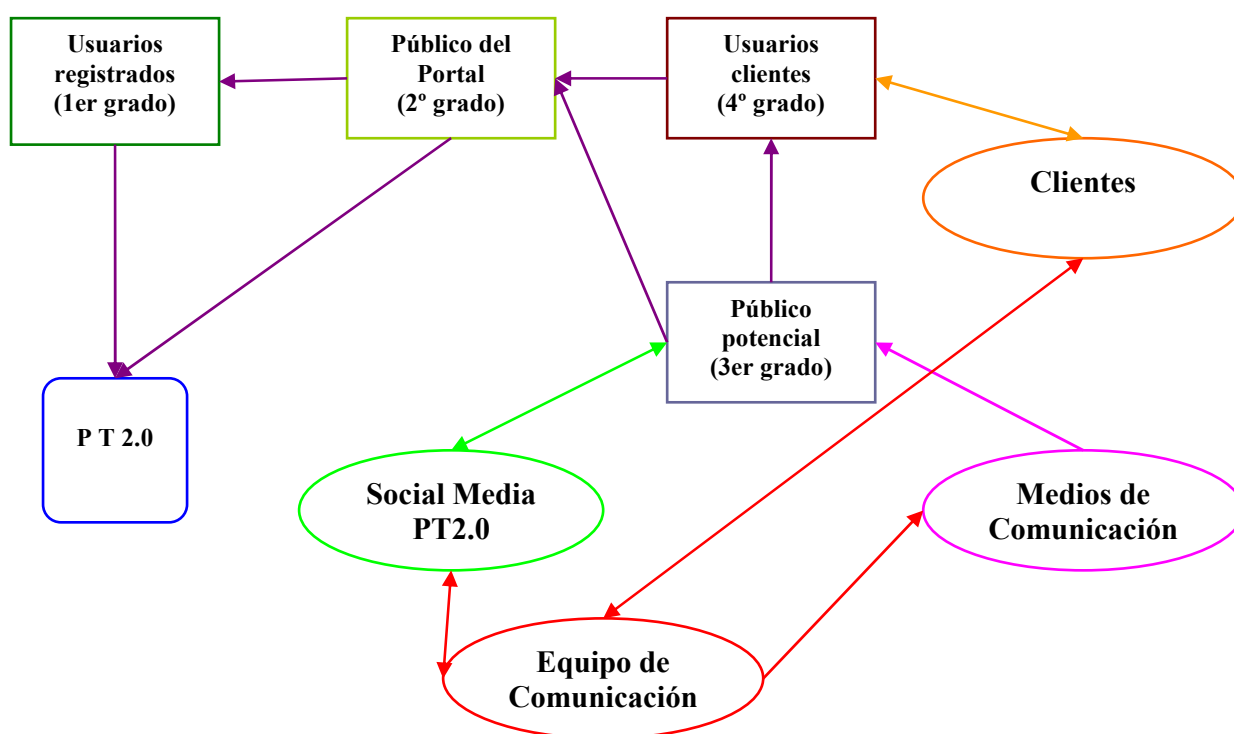 Usuarios
registrados
(1er grado)
Público del
Portal
(2º grado)
Usuarios
clientes
(4º grado)
Clientes
Público
potencial
(3er grado)
P T 2.0
Social Media
PT2.0
Medios de
Comunicación
Equipo de
Comunicación